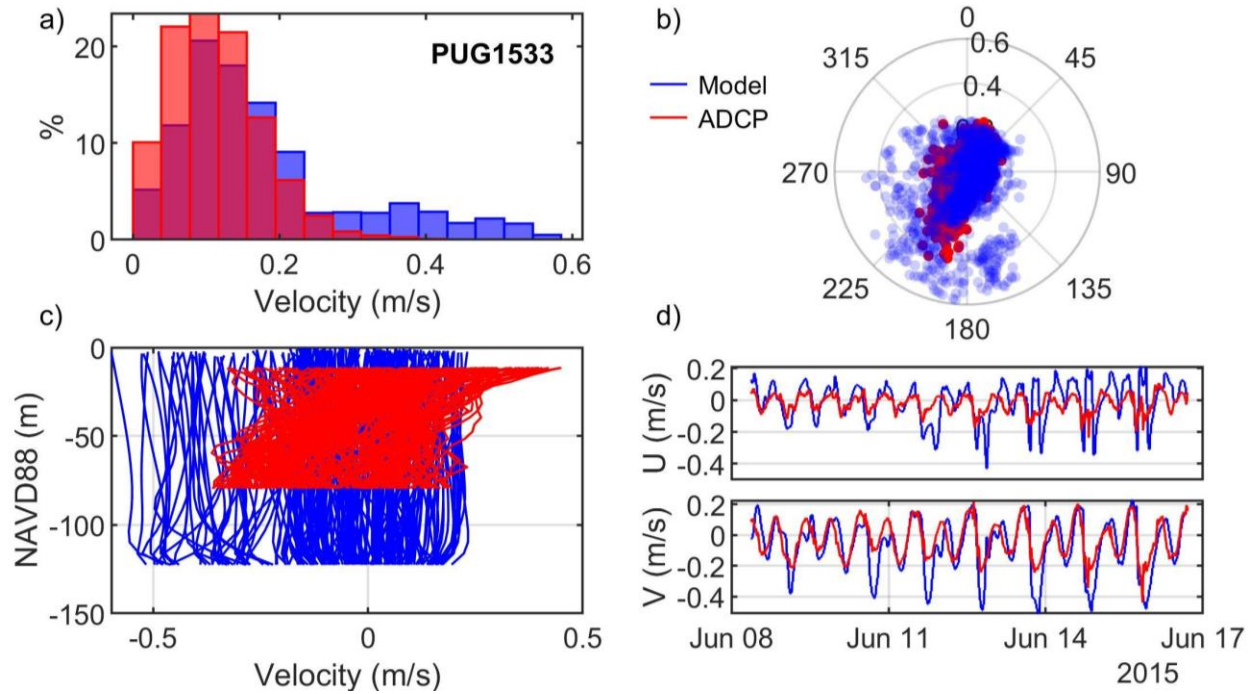 a)
20
10
0
%
PUG1533
0
0.2
0.4
0.6
Velocity (m/s)
b)
Model
ADCP
0
45
90
135
180
225
270
315
0.6
0.4
c)
0
-50
-100
-150
NAVD88 (m)
-0.5
0
0.5
Velocity (m/s)
d)
0.2
0
-0.2
-0.4
U (m/s)
0.2
0
-0.2
-0.4
V (m/s)
Jun 08
Jun 11
Jun 14
Jun 17
2015